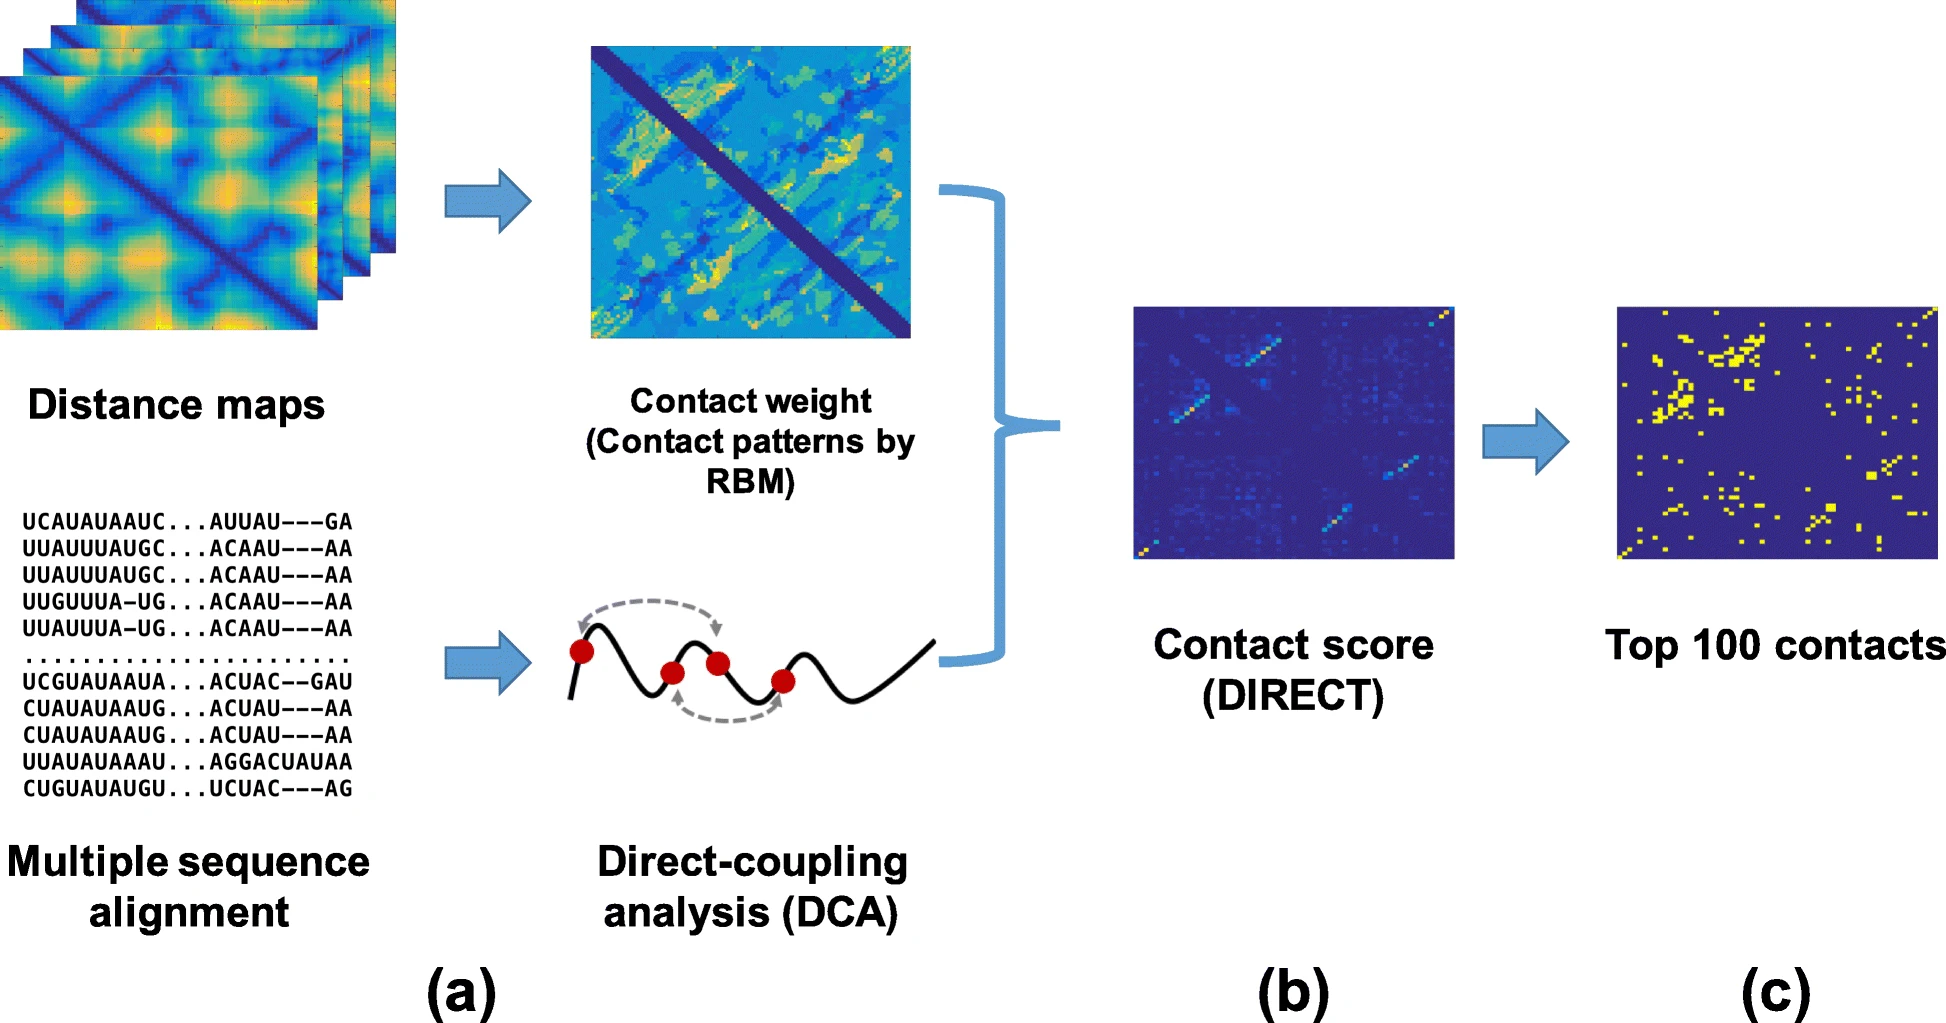 Distance maps
Contact weight
(Contact patterns by
RBM)
UCAUAUAAUC...AUUAU---GA
UUAUUUAUGC...ACAAU---AA
UUAUUUAUGC...ACAAU---AA
UUGUUUA-UG...ACAAU---AA
UUAUUUA-UG...ACAAU---AA
.......................
UCGUAUAAUA...ACUAC--GAU
CUAUAUAAUG...ACUAU---AA
CUAUAUAAUG...ACUAU---AA
UUAUAUAAAU...AGGACUAUAA
CUGUAUAUGU...UCUAC---AG
Multiple sequence
alignment
Direct-coupling
analysis (DCA)
Contact score
(DIRECT)
Top 100 contacts
(a)
(b)
(c)